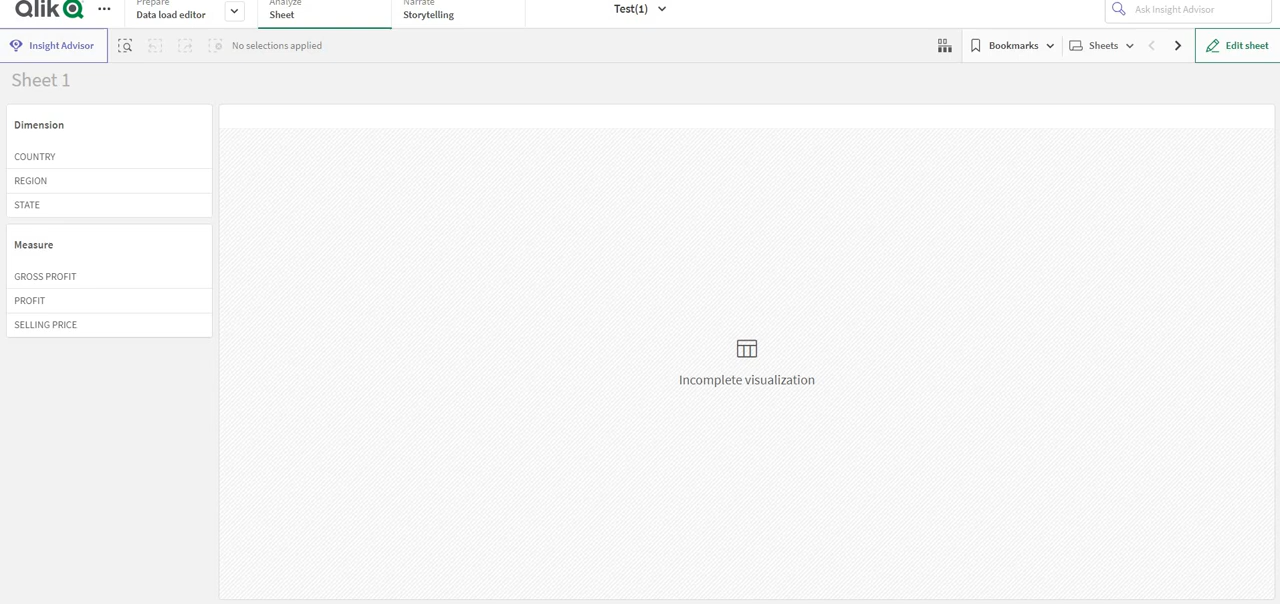 Qlik
Prepare
Data load editor
Analyze
Sheet
Narrate
Storytelling
Test(1)
Ask Insight Advisor
Insight Advisor
No selections applied
Bookmarks
Sheets
Edit sheet
Sheet 1
Dimension
COUNTRY
REGION
STATE
Measure
GROSS PROFIT
PROFIT
SELLING PRICE
Incomplete visualization